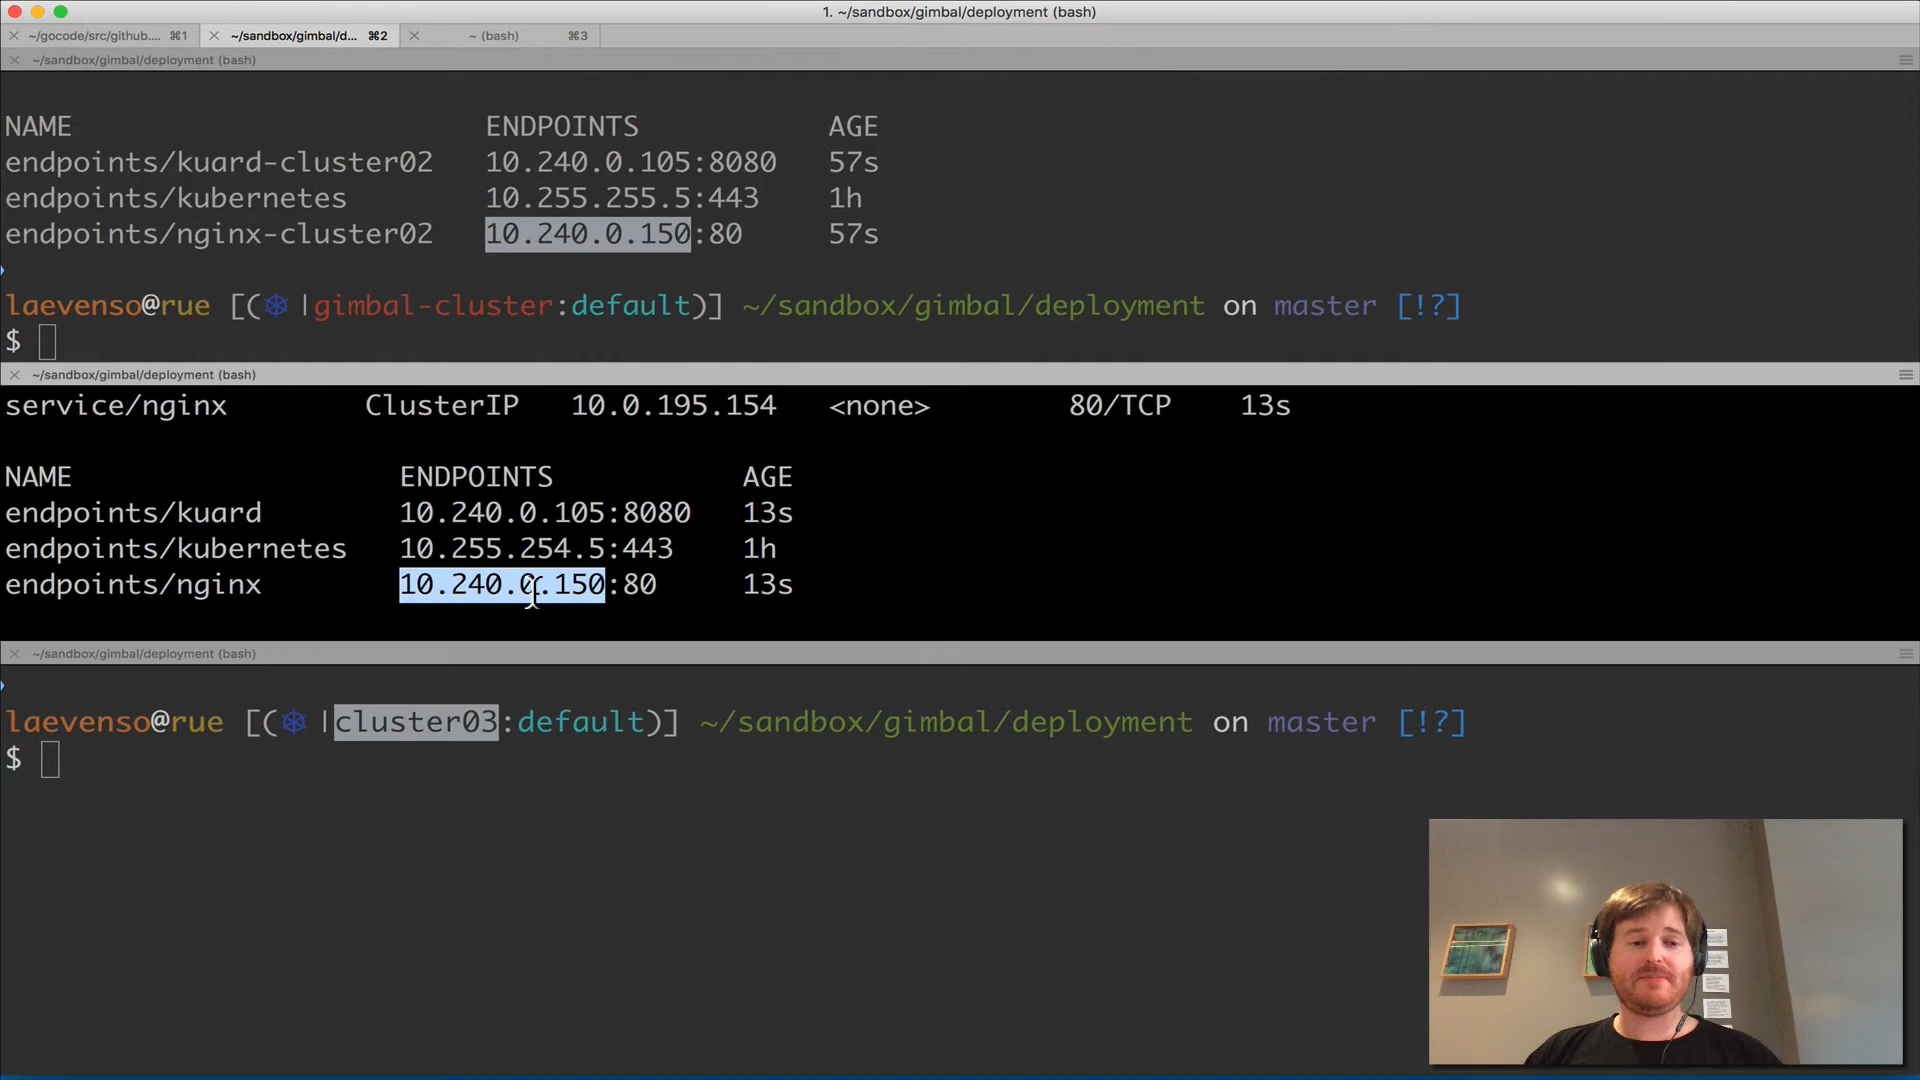 1. ~/sandbox/gimbal/deployment (bash)
~/gocode/src/github.... ⌘1 ~/sandbox/gimbal/d... ⌘2 ~ (bash) ⌘3
~/sandbox/gimbal/deployment (bash)
NAME ENDPOINTS AGE
endpoints/kuard-cluster02 10.240.0.105:8080 57s
endpoints/kubernetes 10.255.255.5:443 1h
endpoints/nginx-cluster02 10.240.0.150:80 57s
laevenso@rue [(⎈ |gimbal-cluster:default)] ~/sandbox/gimbal/deployment on master [!?]
$
~/sandbox/gimbal/deployment (bash)
service/nginx ClusterIP 10.0.195.154 <none> 80/TCP 13s
NAME ENDPOINTS AGE
endpoints/kuard 10.240.0.105:8080 13s
endpoints/kubernetes 10.255.254.5:443 1h
endpoints/nginx 10.240.0.150:80 13s
~/sandbox/gimbal/deployment (bash)
laevenso@rue [(⎈ |cluster03:default)] ~/sandbox/gimbal/deployment on master [!?]
$